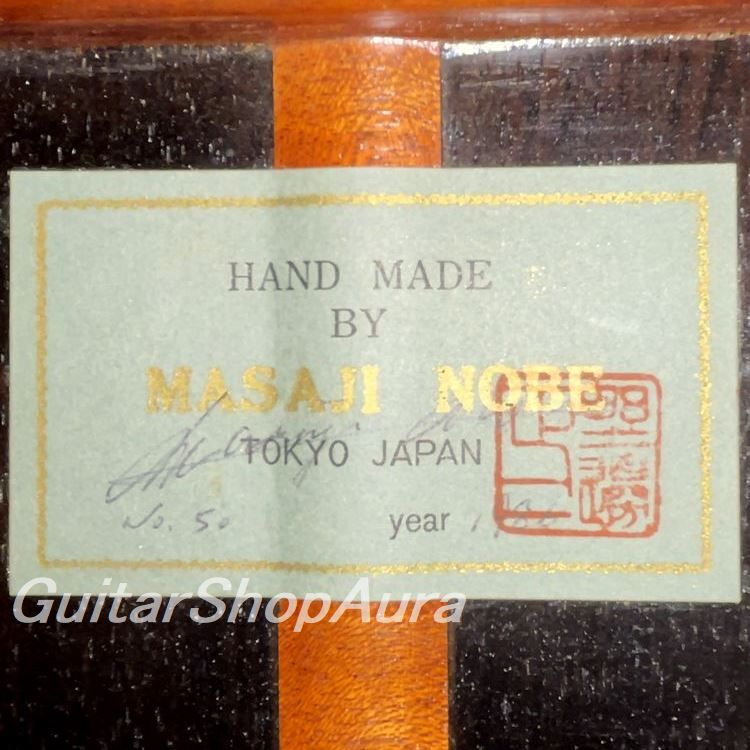 HAND MADE
BY
MASAJI NOBE
TOKYO JAPAN
No. 50
year
GuitarShopAura